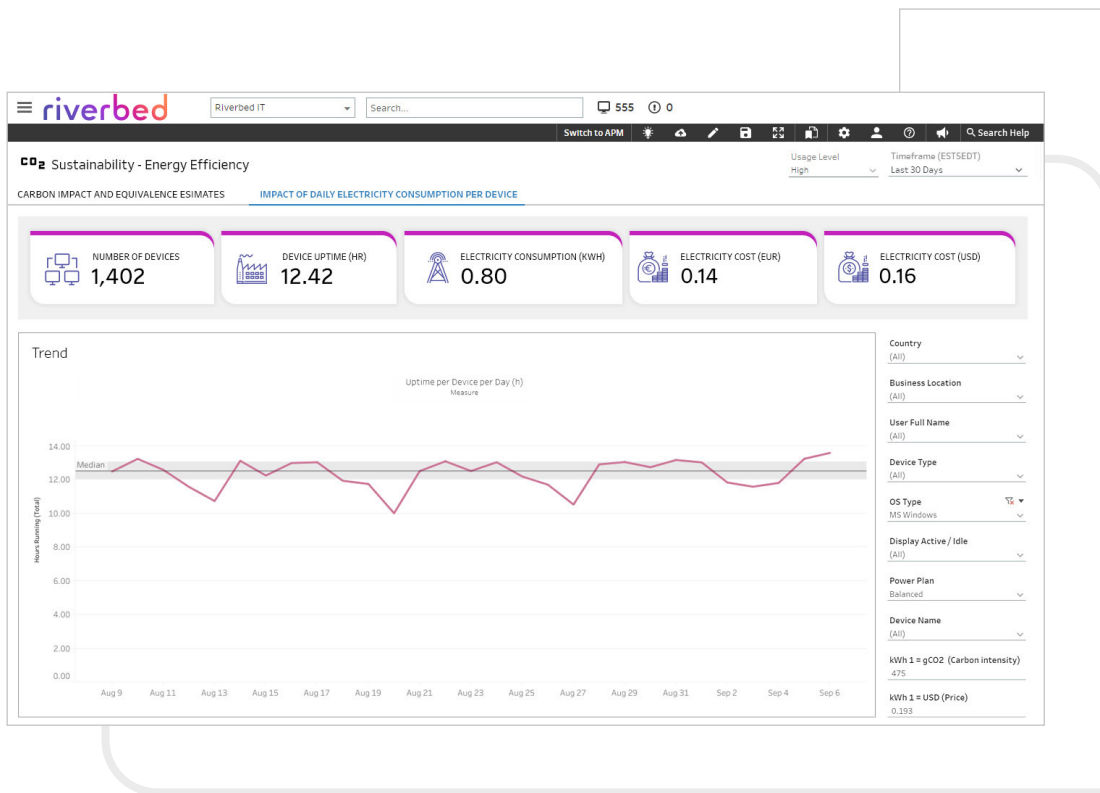 riverbed
Riverbed IT
Search...
555
0
Switch to APM
Search Help
CO2 Sustainability - Energy Efficiency
Usage Level
High
Timeframe (ESTSEDT)
Last 30 Days
CARBON IMPACT AND EQUIVALENCE ESIMATES
IMPACT OF DAILY ELECTRICITY CONSUMPTION PER DEVICE
NUMBER OF DEVICES
1,402
DEVICE UPTIME (HR)
12.42
ELECTRICITY CONSUMPTION (KWH)
0.80
ELECTRICITY COST (EUR)
0.14
ELECTRICITY COST (USD)
0.16
Trend
Uptime per Device per Day (h)
Measure
Hours Running (Total)
14.00
Median
12.00
10.00
8.00
6.00
4.00
2.00
0.00
Aug 9 Aug 11 Aug 13 Aug 15 Aug 17 Aug 19 Aug 21 Aug 23 Aug 25 Aug 27 Aug 29 Aug 31 Sep 2 Sep 4 Sep 6
Country
(All)
Business Location
(All)
User Full Name
(All)
Device Type
(All)
OS Type
MS Windows
Display Active / Idle
(All)
Power Plan
Balanced
Device Name
(All)
kWh 1 = gCO2 (Carbon intensity)
475
kWh 1 = USD (Price)
0.193